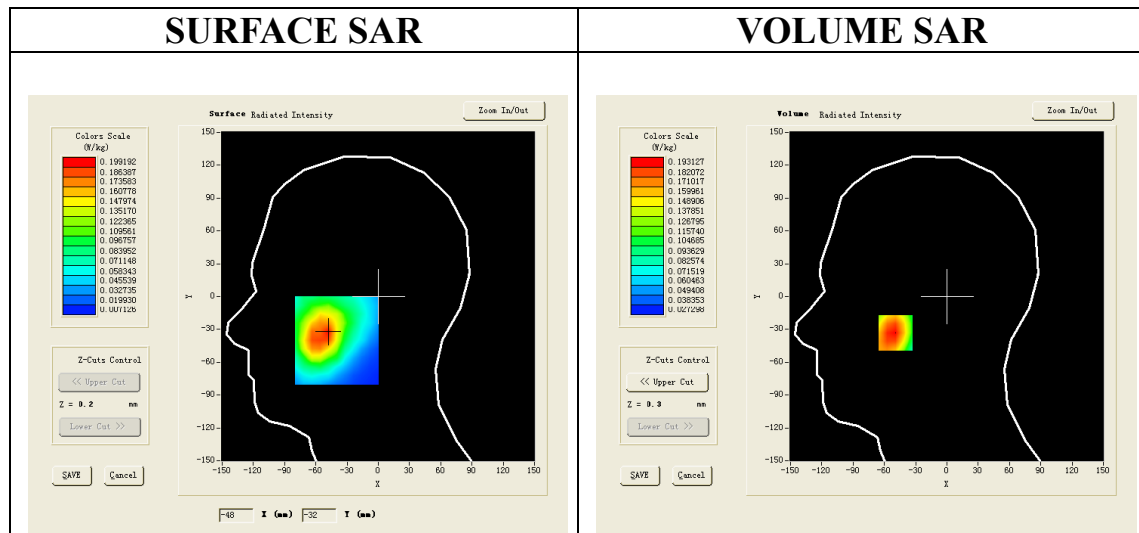 SURFACE SAR
VOLUME SAR
Surface Radiated Intensity
Zoom In/Out
Colors Scale
(W/kg)
0.199192
0.186387
0.173583
0.160778
0.147974
0.135170
0.122365
0.109561
0.096757
0.083952
0.071148
0.058343
0.045539
0.032735
0.019930
0.007126
150
120
90
60
30
0
-30
-60
-90
-120
-150
Y
-150 -120 -90 -60 -30 0 30 60 90 120 150
X
Z-Cuts Control
<< Upper Cut
Z = 0.2 mm
Lower Cut >>
SAVE Cancel
-48 X (mm) -32 Y (mm)
Volume Radiated Intensity
Zoom In/Out
Colors Scale
(W/kg)
0.193127
0.182072
0.171017
0.159961
0.148906
0.137851
0.126795
0.115740
0.104685
0.093629
0.082574
0.071519
0.060463
0.049408
0.038353
0.027298
150
120
90
60
30
0
-30
-60
-90
-120
-150
Y
-150 -120 -90 -60 -30 0 30 60 90 120 150
X
Z-Cuts Control
<< Upper Cut
Z = 0.3 mm
Lower Cut >>
SAVE Cancel